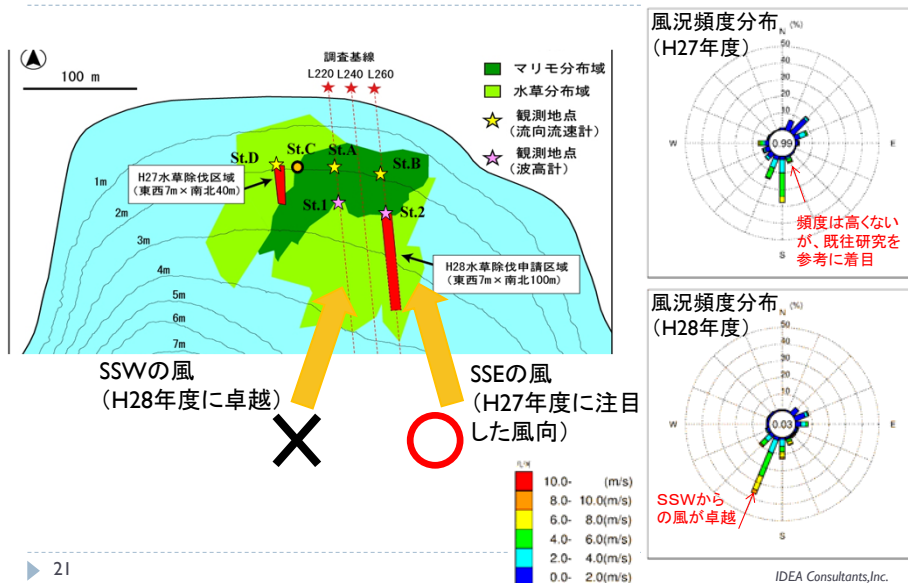 100 m
調査基線
L220 L240 L260
マリモ分布域
水草分布域
観測地点
(流向流速計)
観測地点
(波高計)
St.D
St.C
St.A
St.B
St.1
St.2
H27水草除伐区域
(東西7m×南北40m)
H28水草除伐申請区域
(東西7m×南北100m)
1m
2m
3m
4m
5m
6m
7m
SSWの風
(H28年度に卓越)
SSEの風
(H27年度に注目
した風向)
風況頻度分布
(H27年度)
N
(%)
50
40
30
20
10
W
E
S
0.99
頻度は高くない
が、既往研究を
参考に着目
風況頻度分布
(H28年度)
N
(%)
50
40
30
20
10
W
E
S
0.03
SSWから
の風が卓越
10.0- (m/s)
8.0- 10.0(m/s)
6.0- 8.0(m/s)
4.0- 6.0(m/s)
2.0- 4.0(m/s)
0.0- 2.0(m/s)
21
IDEA Consultants,Inc.